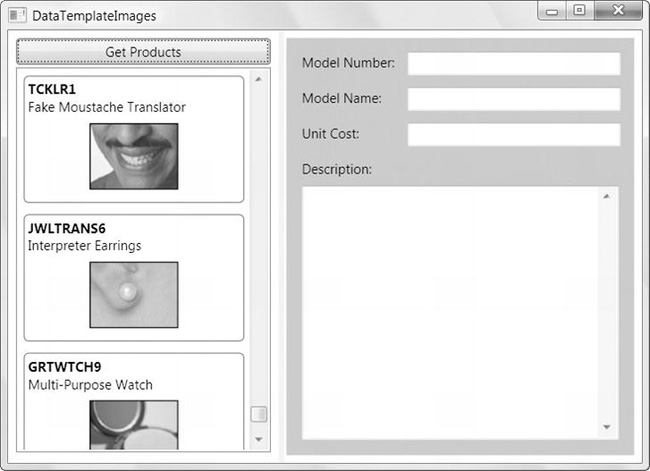 DataTemplateImages
Get Products
TCKLR1
Fake Moustache Translator
JWLTRANS6
Interpreter Earrings
GRTWTCH9
Multi-Purpose Watch
Model Number:
Model Name:
Unit Cost:
Description: